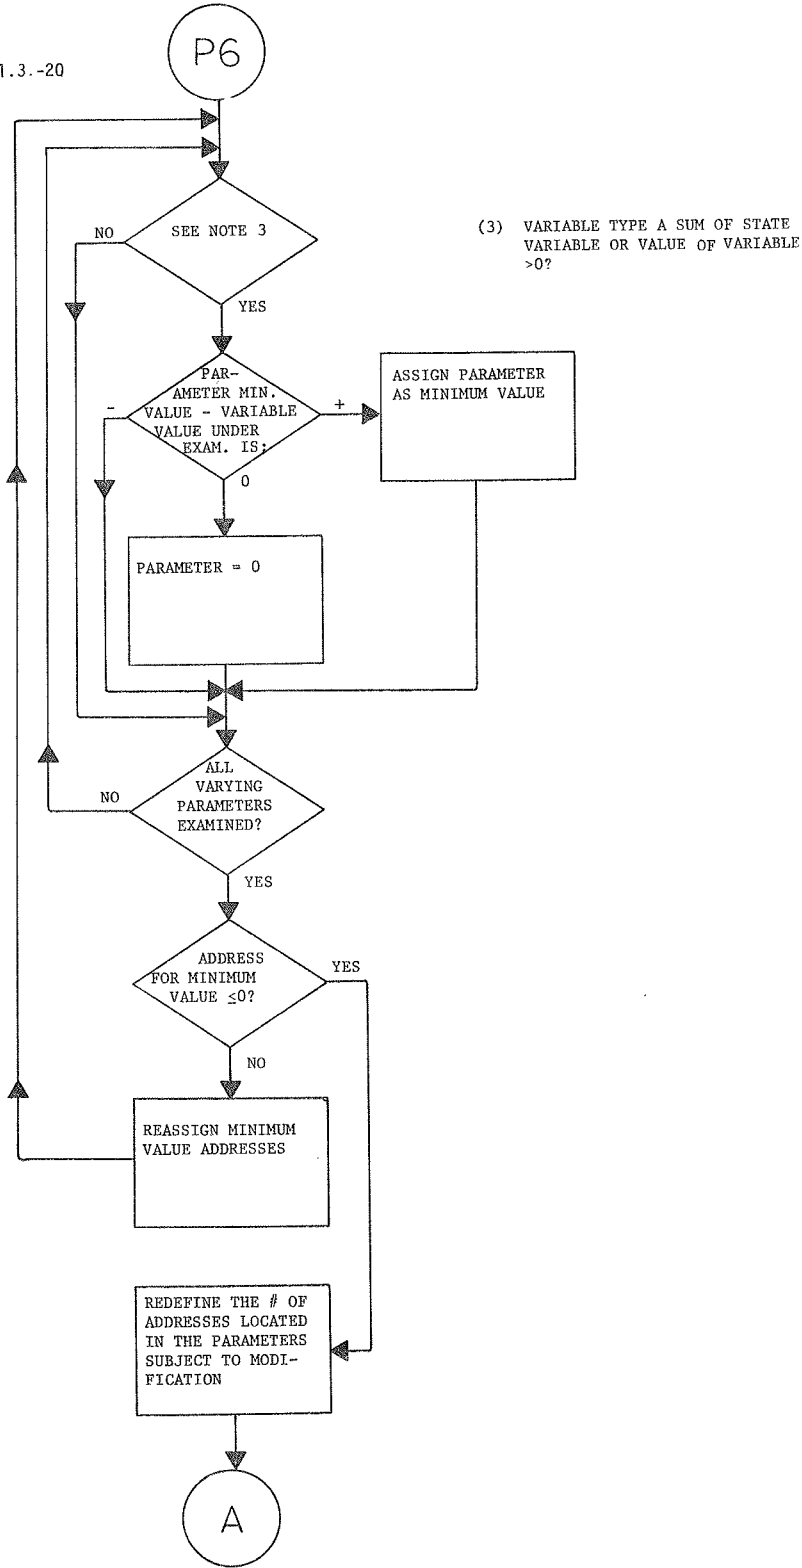 P6
1.3.-20
SEE NOTE 3
NO
YES
(3) VARIABLE TYPE A SUM OF STATE
VARIABLE OR VALUE OF VARIABLE
>0?
PAR-
AMETER MIN.
VALUE - VARIABLE
VALUE UNDER
EXAM. IS:
-
+
0
ASSIGN PARAMETER
AS MINIMUM VALUE
PARAMETER = 0
ALL
VARYING
PARAMETERS
EXAMINED?
NO
YES
ADDRESS
FOR MINIMUM
VALUE ≤0?
YES
NO
REASSIGN MINIMUM
VALUE ADDRESSES
REDEFINE THE # OF
ADDRESSES LOCATED
IN THE PARAMETERS
SUBJECT TO MODI-
FICATION
A